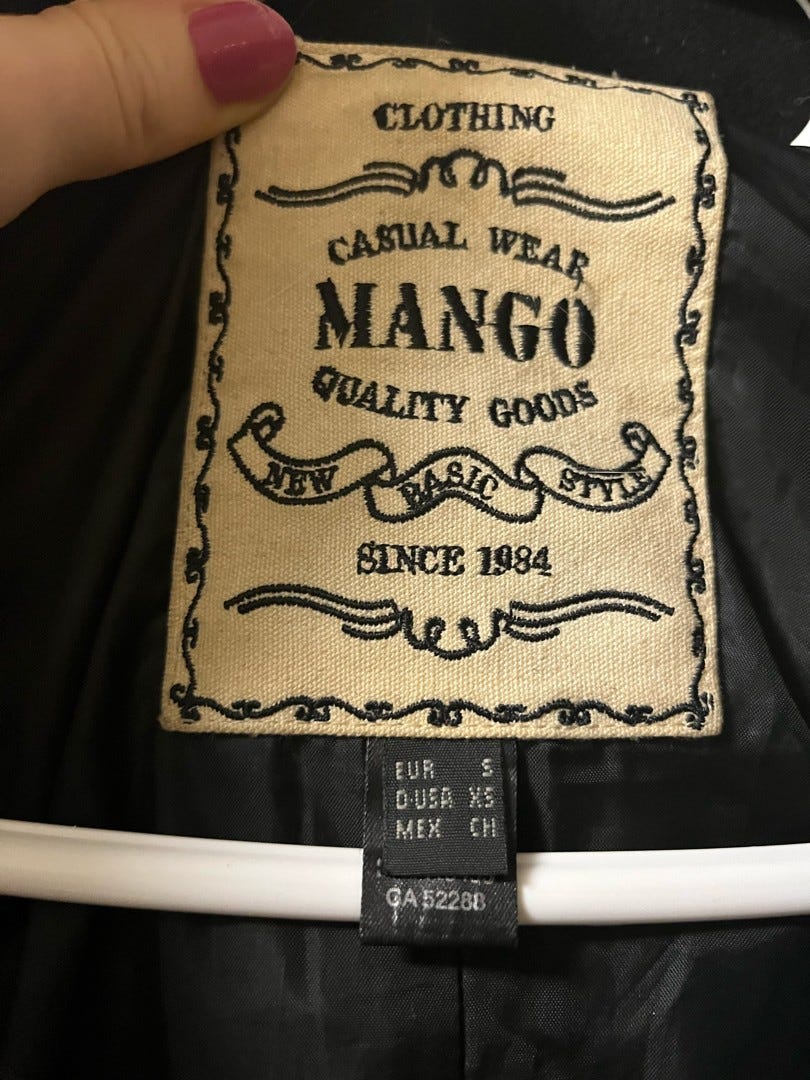 CLOTHING
CASUAL WEAR
MANGO
QUALITY GOODS
NEW BASIC STYLE
SINCE 1984
EUR S
D·USA XS
MEX CH
CA 52288